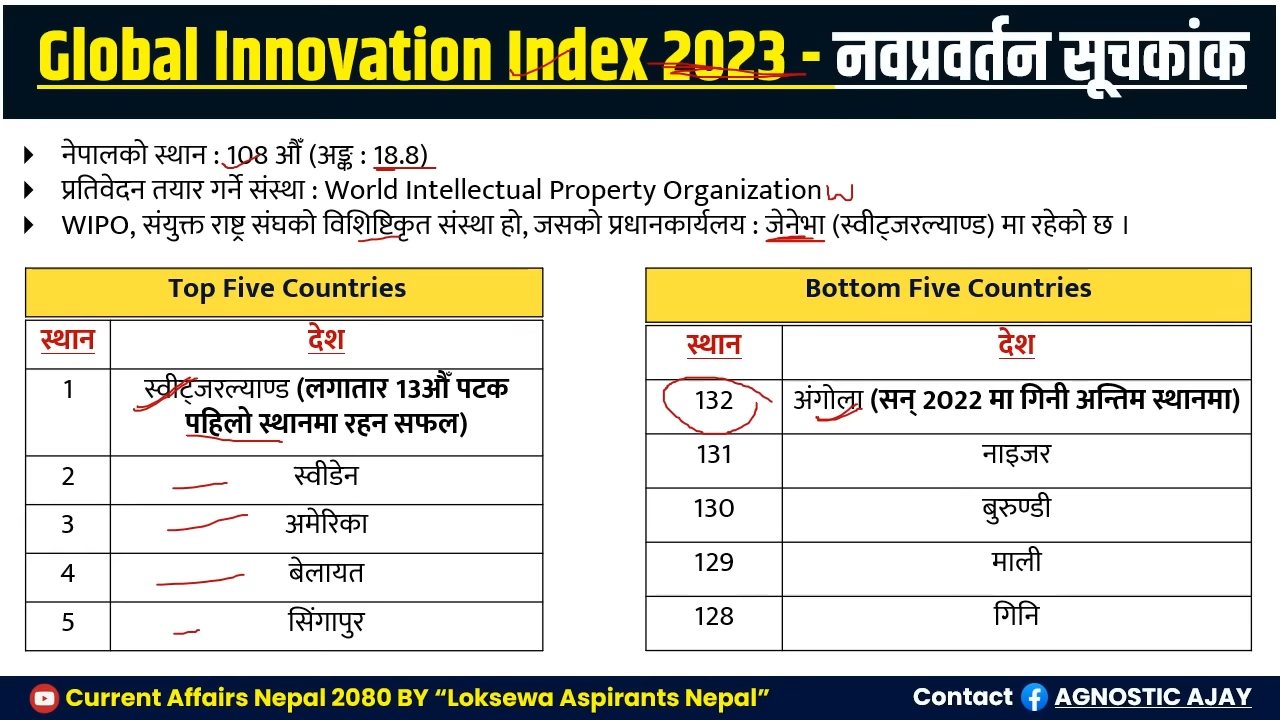 Global Innovation Index 2023 - नवप्रवर्तन सूचकांक
नेपालको स्थान : 108 औँ (अङ्क : 18.8)
प्रतिवेदन तयार गर्ने संस्था : World Intellectual Property Organization
WIPO, संयुक्त राष्ट्र संघको विशिष्टिकृत संस्था हो, जसको प्रधानकार्यलय : जेनेभा (स्वीट्जरल्याण्ड) मा रहेको छ ।
Top Five Countries
स्थान देश
1 स्वीट्जरल्याण्ड (लगातार 13औँ पटक
पहिलो स्थानमा रहन सफल)
2 स्वीडेन
3 अमेरिका
4 बेलायत
5 सिंगापुर
Bottom Five Countries
स्थान देश
132 अंगोला (सन् 2022 मा गिनी अन्तिम स्थानमा)
131 नाइजर
130 बुरुण्डी
129 माली
128 गिनि
Current Affairs Nepal 2080 BY “Loksewa Aspirants Nepal”
Contact AGNOSTIC AJAY